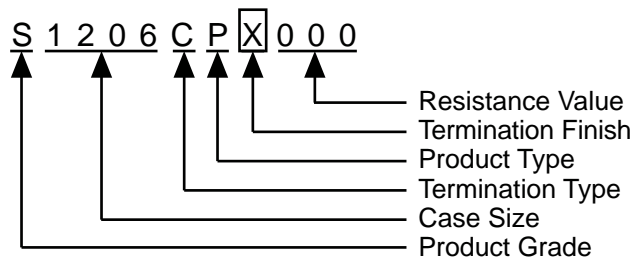 S 1 2 0 6 C P X 0 0 0
Resistance Value
Termination Finish
Product Type
Termination Type
Case Size
Product Grade